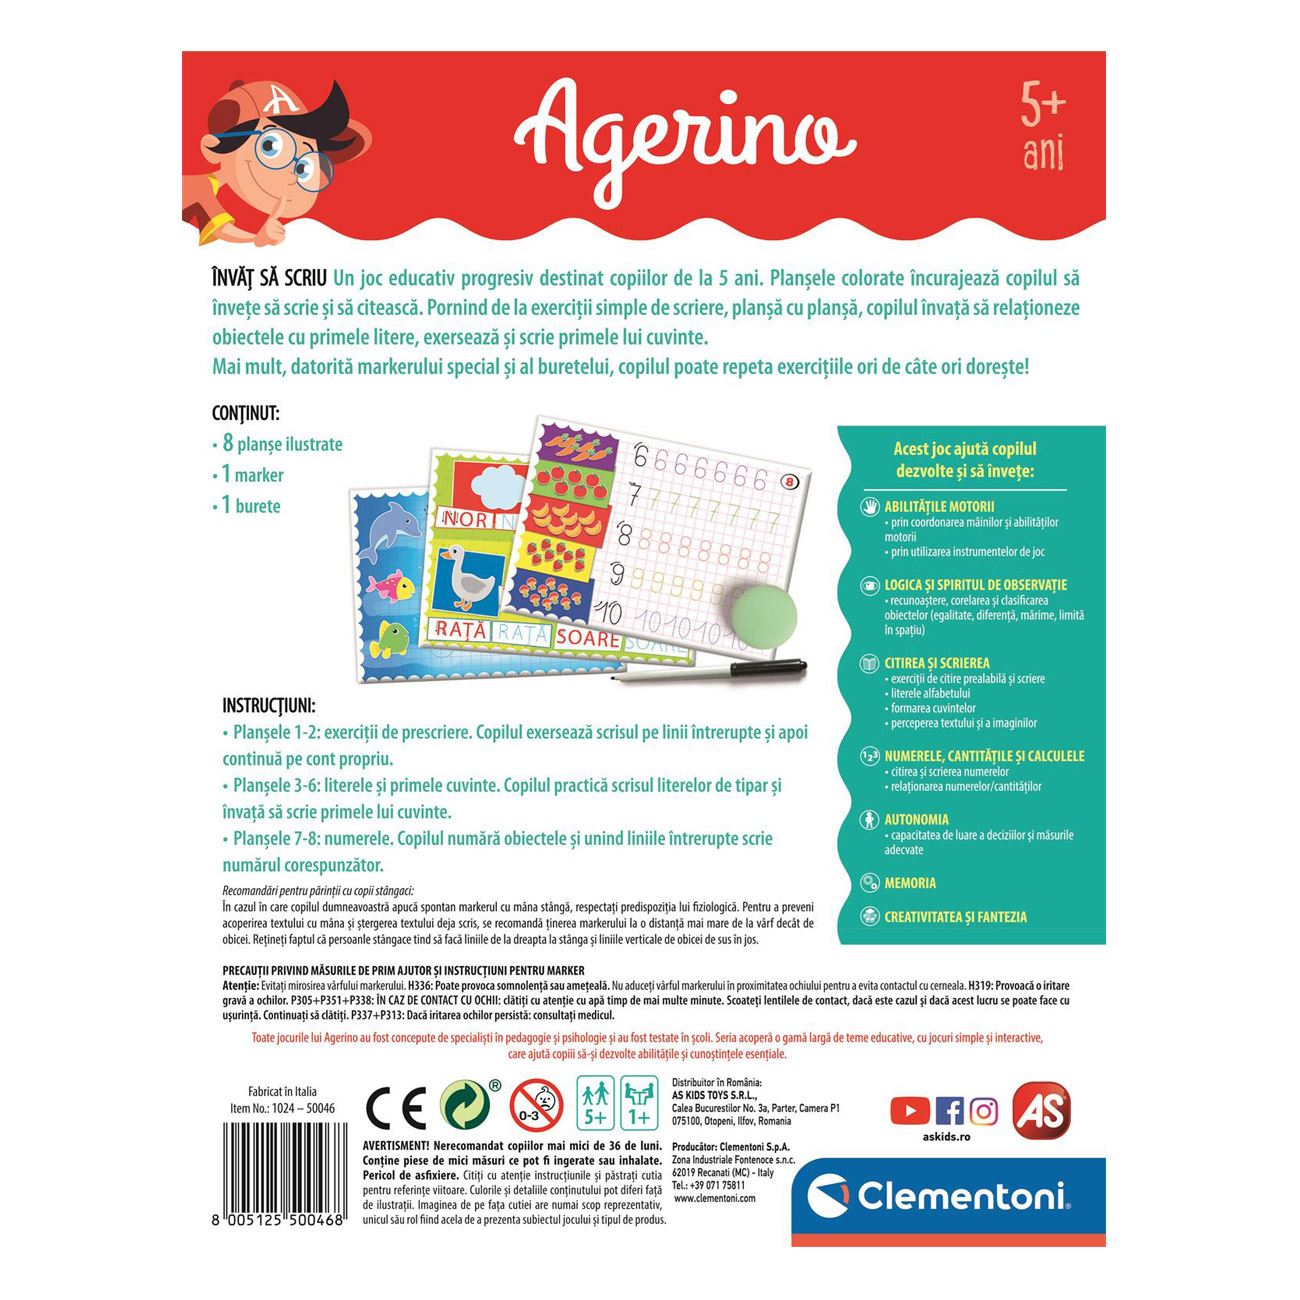 A
Agerino
5+
ani
ÎNVĂȚ SĂ SCRIU Un joc educativ progresiv destinat copiilor de la 5 ani. Planșele colorate încurajează copilul să
învețe să scrie și să citească. Pornind de la exerciții simple de scriere, planșă cu planșă, copilul învață să relaționeze
obiectele cu primele litere, exersează și scrie primele lui cuvinte.
Mai mult, datorită markerului special și al buretelui, copilul poate repeta exercițiile ori de câte ori dorește!
CONȚINUT:
• 8 planșe ilustrate
• 1 marker
• 1 burete
6 6 6 6 6 6 6
8
7 7 7 7 7 7 7
8 8 8 8 8 8 8
9 9 9 9 9 9
10 10 10 10 1
NORI N
RAȚĂ RAȚĂ SOARE SOARE
Acest joc ajută copilul
dezvolte și să învețe:
ABILITĂȚILE MOTORII
• prin coordonarea mâinilor și abilităților
motorii
• prin utilizarea instrumentelor de joc
LOGICA ȘI SPIRITUL DE OBSERVAȚIE
• recunoaștere, corelarea și clasificarea
obiectelor (egalitate, diferență, mărime, limită
în spațiu)
CITIREA ȘI SCRIEREA
• exerciții de citire prealabilă și scriere
• literele alfabetului
• formarea cuvintelor
• perceperea textului și a imaginilor
1 2 3 NUMERELE, CANTITĂȚILE ȘI CALCULELE
• citirea și scrierea numerelor
• relaționarea numerelor/cantităților
AUTONOMIA
• capacitatea de luare a deciziilor și măsurile
adecvate
MEMORIA
CREATIVITATEA ȘI FANTEZIA
INSTRUCȚIUNI:
• Planșele 1-2: exerciții de prescriere. Copilul exersează scrisul pe linii întrerupte și apoi
continuă pe cont propriu.
• Planșele 3-6: literele și primele cuvinte. Copilul practică scrisul literelor de tipar și
învață să scrie primele lui cuvinte.
• Planșele 7-8: numerele. Copilul numără obiectele și unind liniile întrerupte scrie
numărul corespunzător.
Recomandări pentru părinții cu copii stângaci:
În cazul în care copilul dumneavoastră apucă spontan markerul cu mâna stângă, respectați predispoziția lui fiziologică. Pentru a preveni
acoperirea textului cu mâna și ștergerea textului deja scris, se recomandă ținerea markerului la o distanță mai mare de la vârf decât de
obicei. Rețineți faptul că persoanele stângace tind să facă liniile de la dreapta la stânga și liniile verticale de obicei de sus în jos.
PRECAUȚII PRIVIND MĂSURILE DE PRIM AJUTOR ȘI INSTRUCȚIUNI PENTRU MARKER
Atenție: Evitați mirosirea vârfului markerului. H336: Poate provoca somnolență sau amețeală. Nu aduceți vârful markerului în proximitatea ochiului pentru a evita contactul cu cerneala. H319: Provoacă o iritare
gravă a ochilor. P305+P351+P338: ÎN CAZ DE CONTACT CU OCHII: clătiți cu atenție cu apă timp de mai multe minute. Scoateți lentilele de contact, dacă este cazul și dacă acest lucru se poate face cu
ușurință. Continuați să clătiți. P337+P313: Dacă iritarea ochilor persistă: consultați medicul.
Toate jocurile lui Agerino au fost concepute de specialiști în pedagogie și psihologie și au fost testate în școli. Seria acoperă o gamă largă de teme educative, cu jocuri simple și interactive,
care ajută copiii să-și dezvolte abilitățile și cunoștințele esențiale.
Fabricat în Italia
Item No.: 1024 – 50046
8 005125 500468
CE
®
0-3
5+
1+
AVERTISMENT! Nerecomandat copiilor mai mici de 36 de luni.
Conține piese de mici măsuri ce pot fi ingerate sau inhalate.
Pericol de asfixiere. Citiți cu atenție instrucțiunile și păstrați cutia
pentru referințe viitoare. Culorile și detaliile conținutului pot diferi față
de ilustrații. Imaginea de pe fața cutiei are numai scop reprezentativ,
unicul său rol fiind acela de a prezenta subiectul jocului și tipul de produs.
Distribuitor în România:
AS KIDS TOYS S.R.L.,
Calea Bucurestilor No. 3a, Parter, Camera P1
075100, Otopeni, Ilfov, Romania
Producător: Clementoni S.p.A.
Zona Industriale Fontenoce s.n.c.
62019 Recanati (MC) - Italy
Tel.: +39 071 75811
www.clementoni.com
askids.ro
AS
Clementoni®